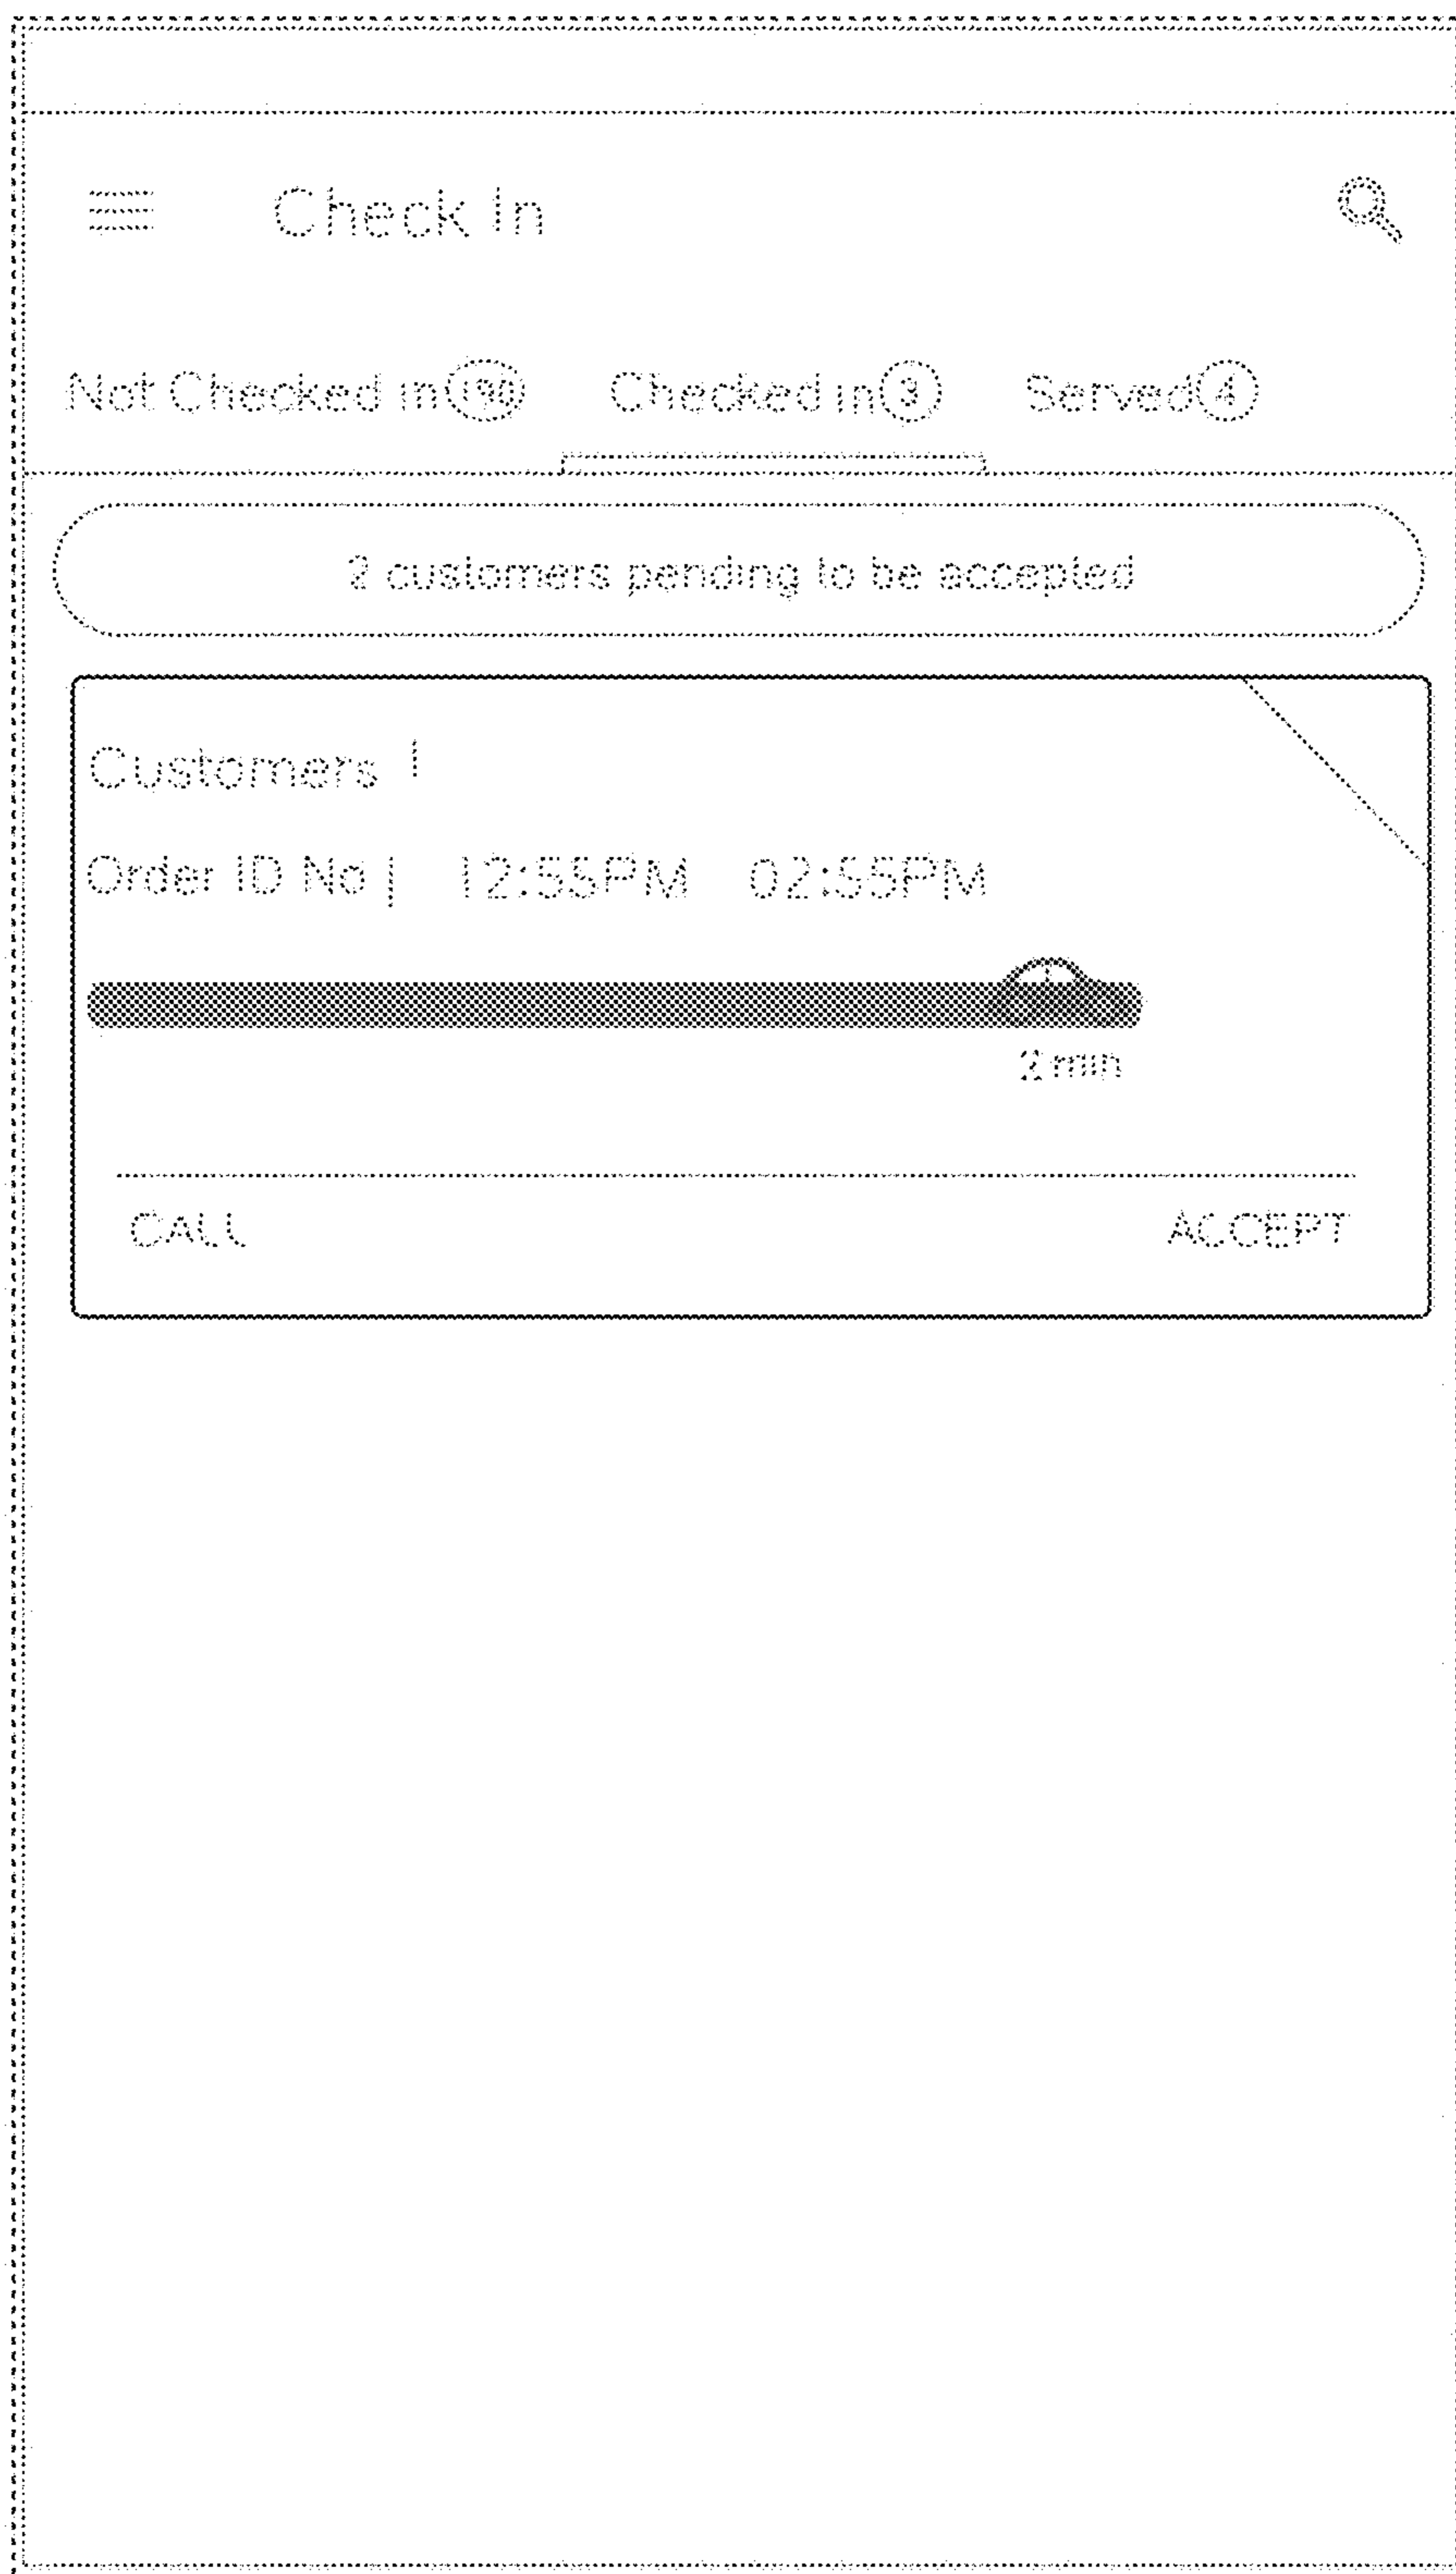 Check In
Not Checked in 190 Checked in 3 Served 4
2 customers pending to be accepted
Customers 1
Order ID No | 12:55PM 02:55PM
2 min
CALL ACCEPT